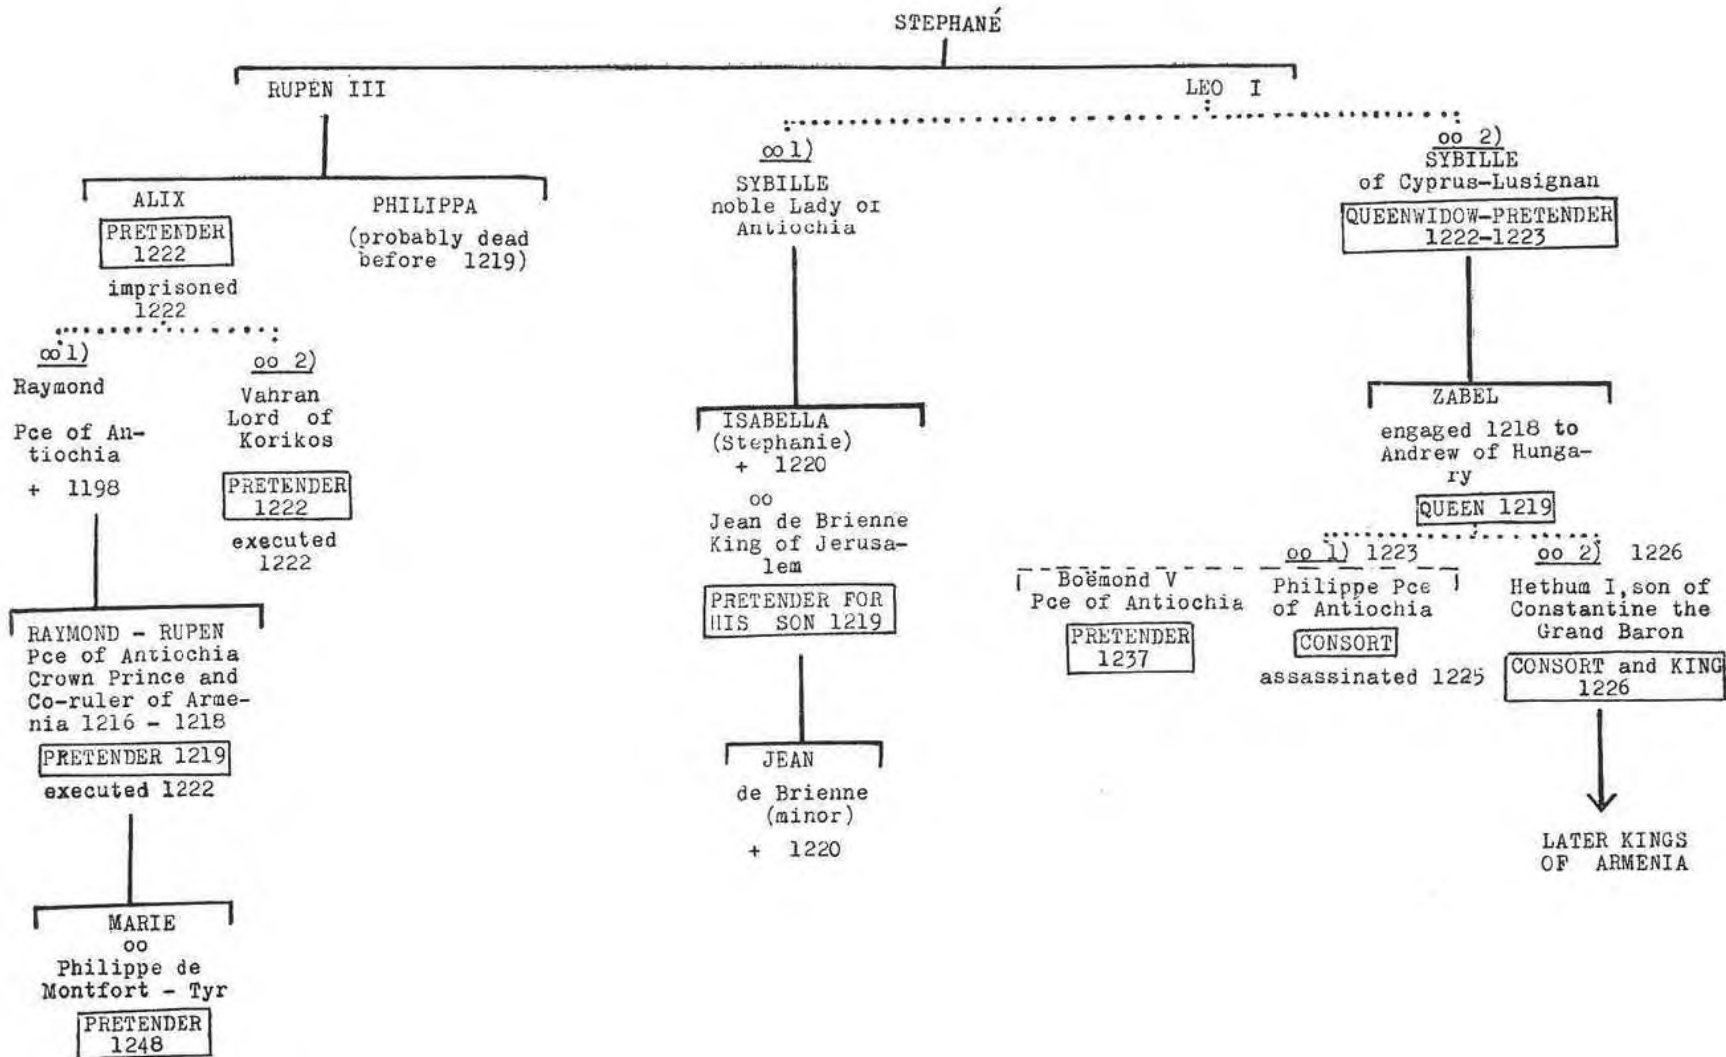 STEPHANÉ
RUPEN III
LEO I
ALIX
PRETENDER
1222
imprisoned
1222
PHILIPPA
(probably dead
before 1219)
oo 1)
Raymond
Pce of An-
tiochia
+ 1198
oo 2)
Vahran
Lord of
Korikos
PRETENDER
1222
executed
1222
RAYMOND - RUPEN
Pce of Antiochia
Crown Prince and
Co-ruler of Arme-
nia 1216 - 1218
PRETENDER 1219
executed 1222
MARIE
oo
Philippe de
Montfort - Tyr
PRETENDER
1248
oo 1)
SYBILLE
noble Lady of
Antiochia
ISABELLA
(Stephanie)
+ 1220
oo
Jean de Brienne
King of Jerusa-
lem
PRETENDER FOR
HIS SON 1219
JEAN
de Brienne
(minor)
+ 1220
oo 2)
SYBILLE
of Cyprus-Lusignan
QUEENWIDOW-PRETENDER
1222-1223
ZABEL
engaged 1218 to
Andrew of Hunga-
ry
QUEEN 1219
Boëmond V
Pce of Antiochia
PRETENDER
1237
oo 1) 1223
Philippe Pce
of Antiochia
CONSORT
assassinated 1225
oo 2) 1226
Hethum I, son of
Constantine the
Grand Baron
CONSORT and KING
1226
LATER KINGS
OF ARMENIA